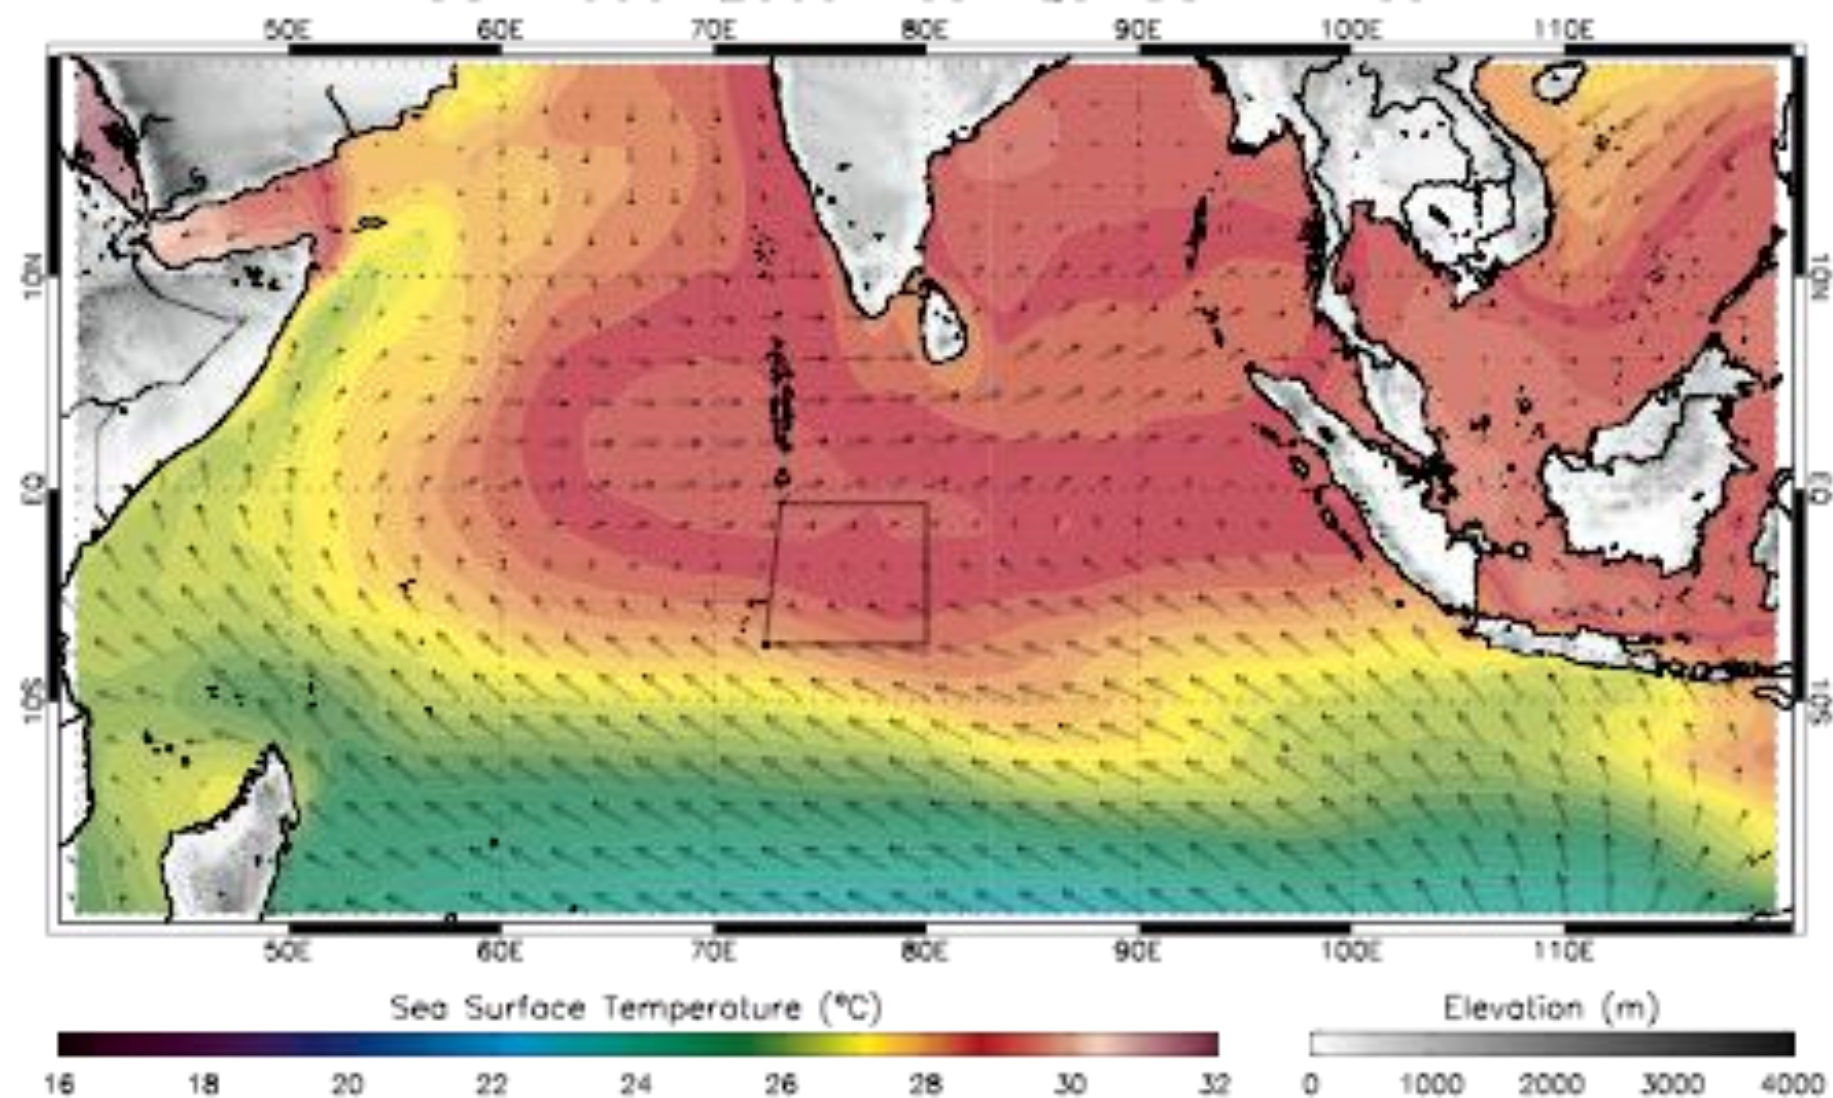 50E 60E 70E 80E 90E 100E 110E
10N 10N
EQ EQ
10S 10S
50E 60E 70E 80E 90E 100E 110E
Sea Surface Temperature (°C) Elevation (m)
16 18 20 22 24 26 28 30 32 0 1000 2000 3000 4000